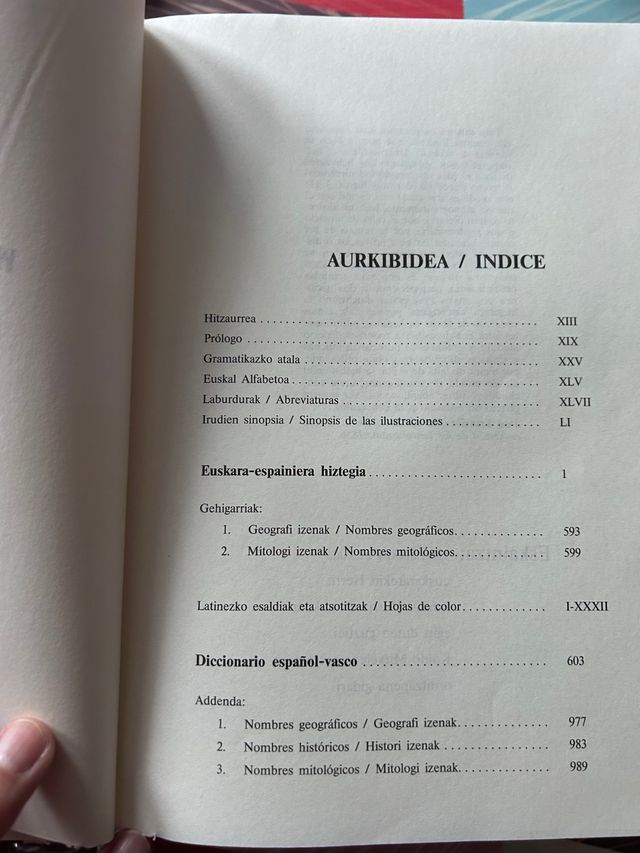 AURKIBIDEA / INDICE
Hitzaurrea ........................................ XIII
Prólogo ........................................ XIX
Gramatikazko atala ........................................ XXV
Euskal Alfabetoa ........................................ XLV
Laburdurak / Abreviaturas ........................................ XLVII
Irudien sinopsia / Sinopsis de las ilustraciones ............... LI
Euskara-espainiera hiztegia ........................... 1
Gehigarriak:
1. Geografi izenak / Nombres geográficos .............. 593
2. Mitologi izenak / Nombres mitológicos .............. 599
Latinezko esaldiak eta atsotitzak / Hojas de color ............. I-XXXII
Diccionario español-vasco ............................ 603
Addenda:
1. Nombres geográficos / Geografi izenak .............. 977
2. Nombres históricos / Histori izenak ................ 983
3. Nombres mitológicos / Mitologi izenak .............. 989